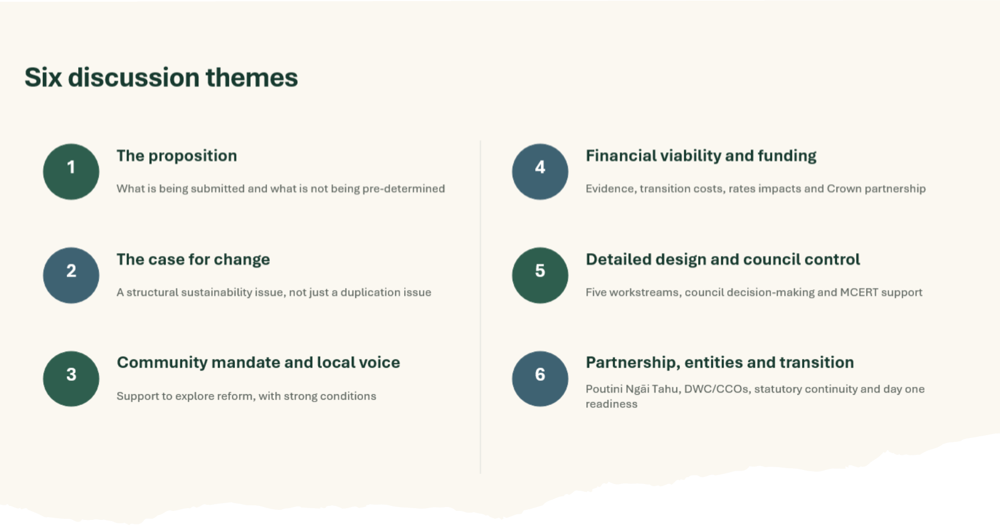 Six discussion themes
1
The proposition
What is being submitted and what is not being pre-determined
2
The case for change
A structural sustainability issue, not just a duplication issue
3
Community mandate and local voice
Support to explore reform, with strong conditions
4
Financial viability and funding
Evidence, transition costs, rates impacts and Crown partnership
5
Detailed design and council control
Five workstreams, council decision-making and MCERT support
6
Partnership, entities and transition
Poutini Ngāi Tahu, DWC/CCOs, statutory continuity and day one
readiness